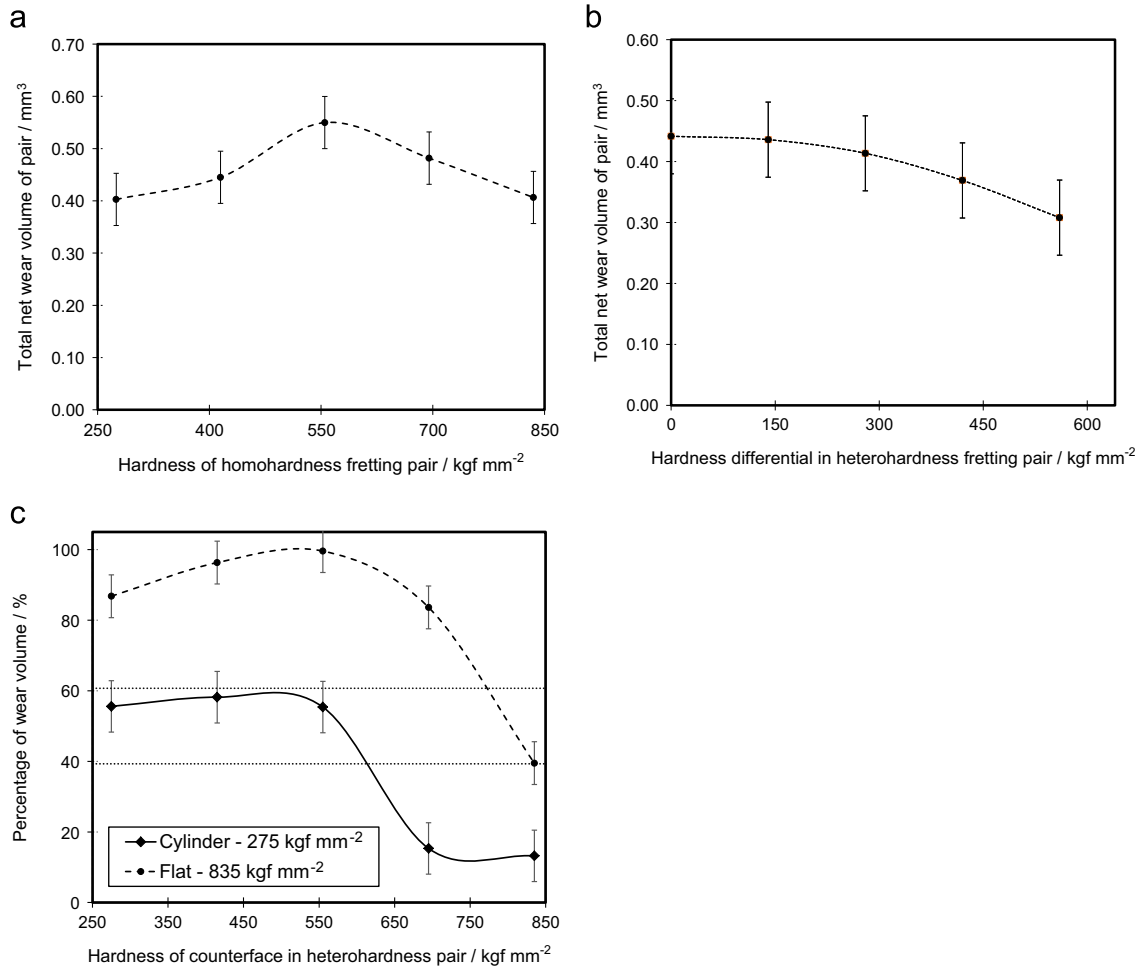 a
Total net wear volume of pair / mm³
0.70
0.60
0.50
0.40
0.30
0.20
0.10
0.00
250 400 550 700 850
Hardness of homohardness fretting pair / kgf mm⁻²
b
Total net wear volume of pair / mm³
0.60
0.50
0.40
0.30
0.20
0.10
0.00
0 150 300 450 600
Hardness differential in heterohardness fretting pair / kgf mm⁻²
c
Percentage of wear volume / %
100
80
60
40
20
0
Cylinder - 275 kgf mm⁻²
Flat - 835 kgf mm⁻²
250 350 450 550 650 750 850
Hardness of counterface in heterohardness pair / kgf mm⁻²